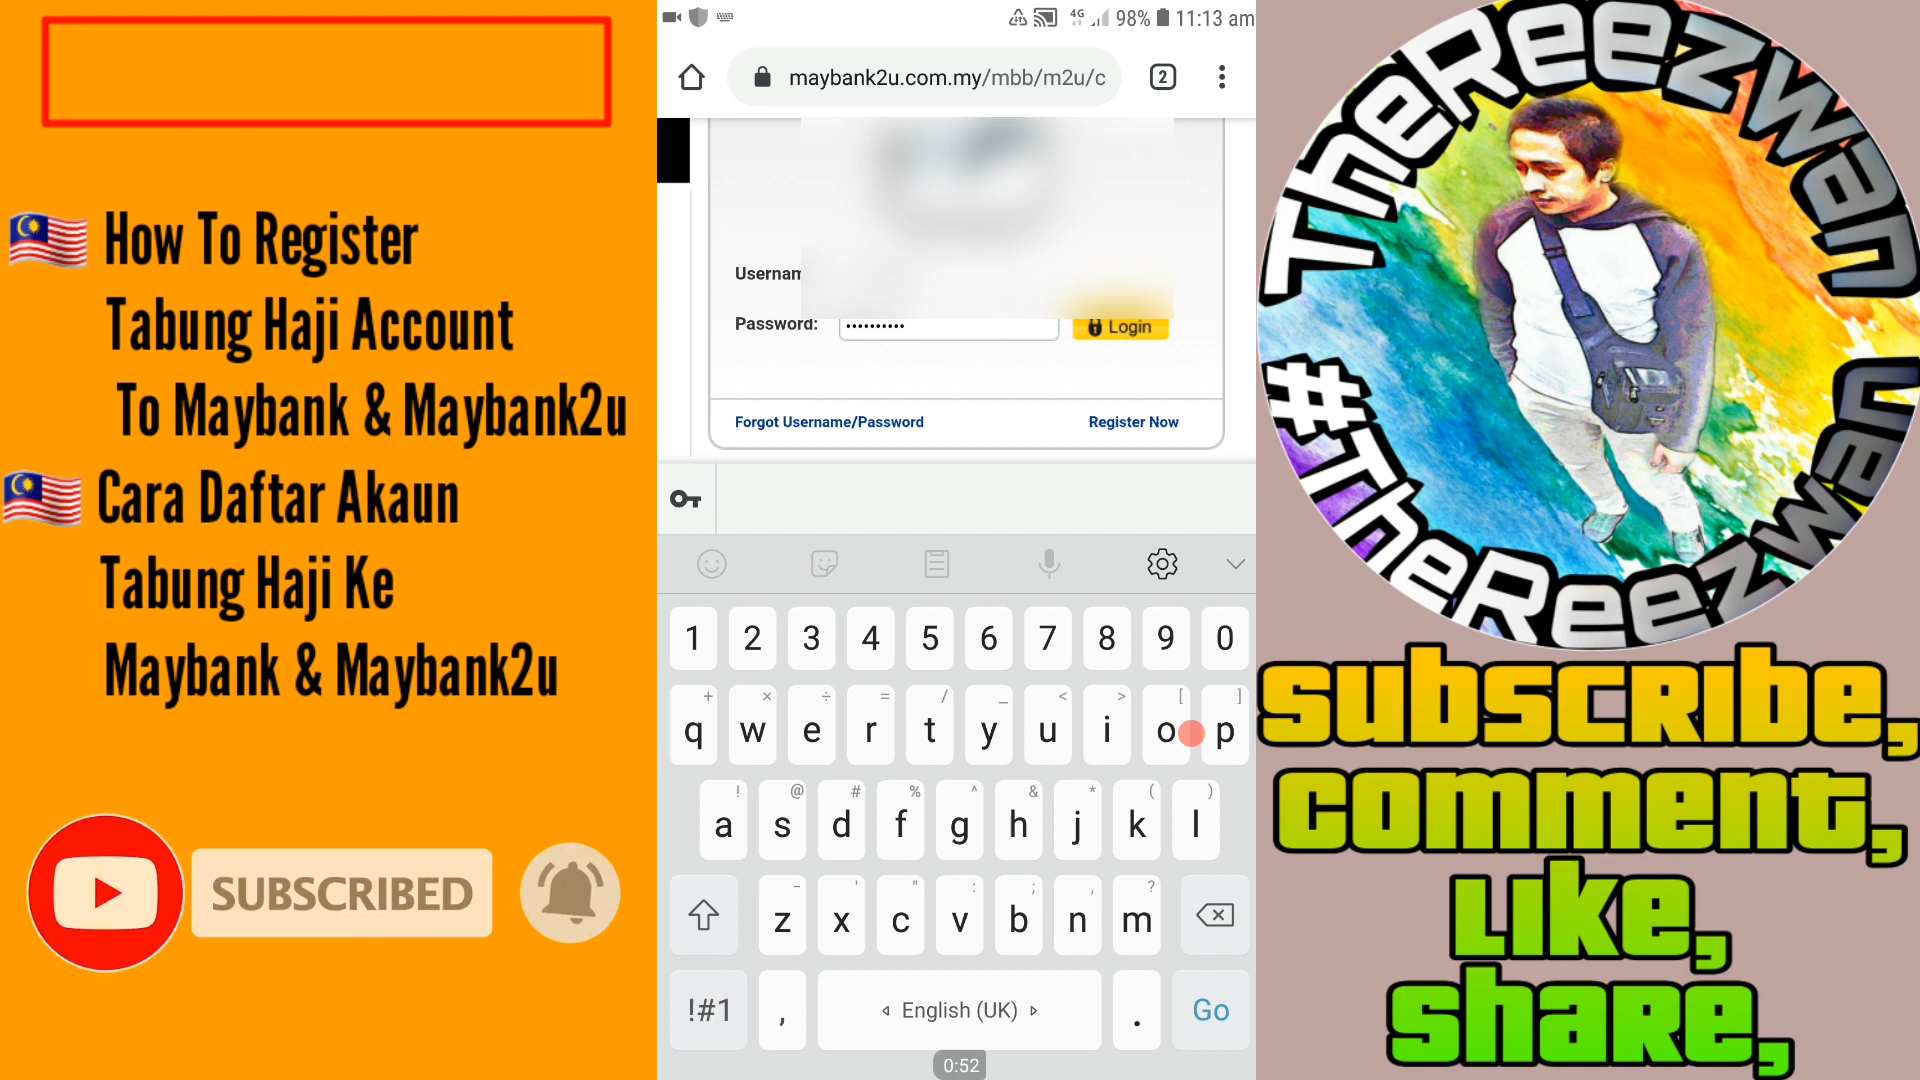 How To Register
Tabung Haji Account
To Maybank & Maybank2u
Cara Daftar Akaun
Tabung Haji Ke
Maybank & Maybank2u
SUBSCRIBED
4G 98% 11:13 am
maybank2u.com.my/mbb/m2u/c
2
Usernam
Password: •••••••••• Login
Forgot Username/Password Register Now
1 2 3 4 5 6 7 8 9 0
+ × ÷ = / _ < > [ ]
q w e r t y u i o p
! @ # % ^ & * ( )
a s d f g h j k l
- ' " : ; , ?
z x c v b n m
!#1 , English (UK) . Go
0:52
TheReezwan
#TheReezwan
subscribe,
comment,
like,
share,